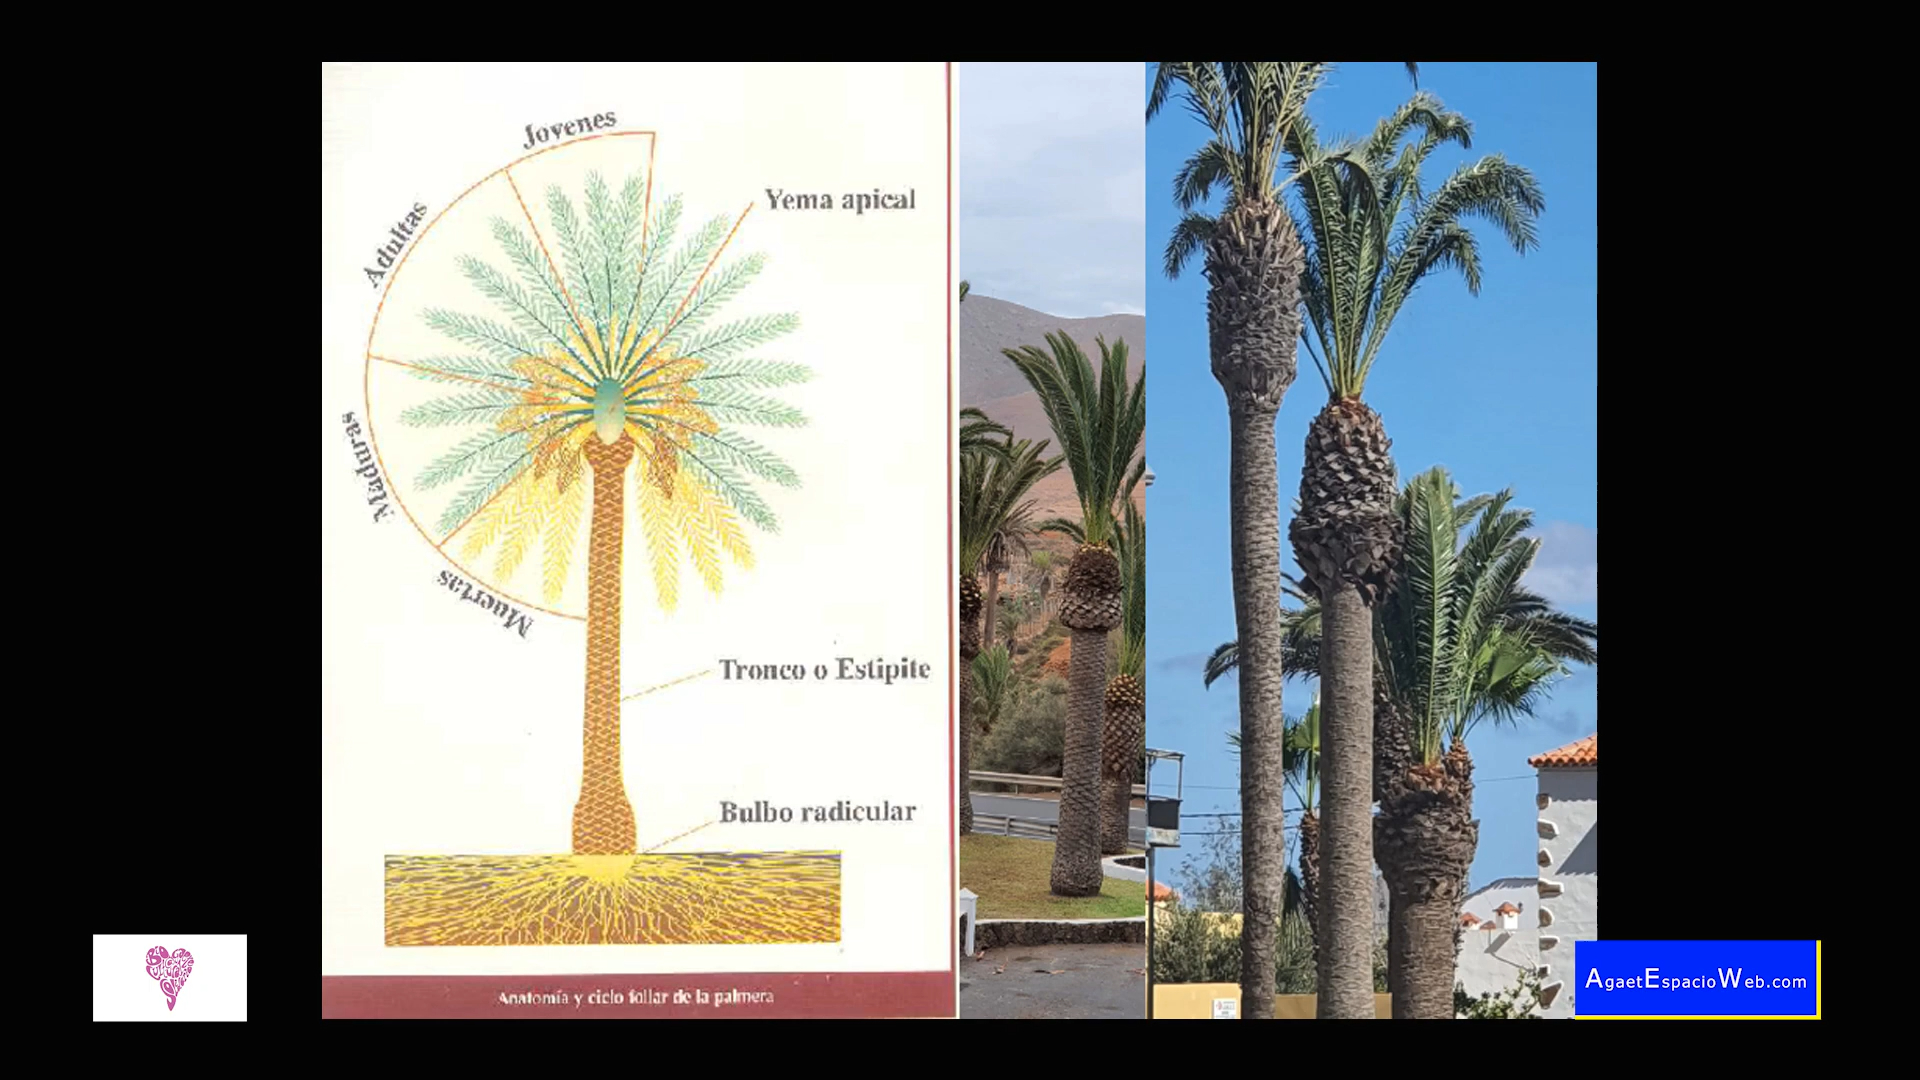 Jovenes
Adultas
Maduras
Muertas
Yema apical
Tronco o Estipite
Bulbo radicular
Anatomía y ciclo foliar de la palmera
AgaetEspacioWeb.com